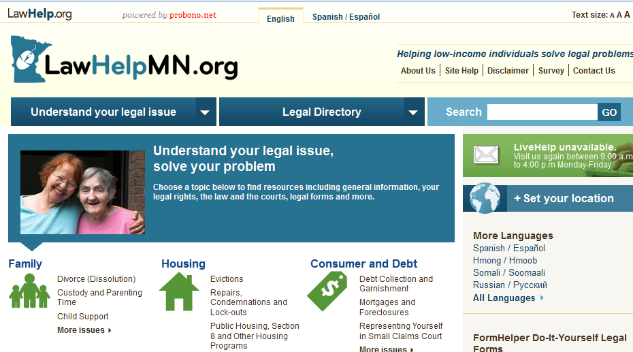 LawHelp.org
powered by probono.net
English
Spanish / Español
Text size: A A A
LawHelpMN.org
Helping low-income individuals solve legal problems
About Us | Site Help | Disclaimer | Survey | Contact Us
Understand your legal issue
Legal Directory
Search
GO
Understand your legal issue,
solve your problem
Choose a topic below to find resources including general information, your
legal rights, the law and the courts, legal forms and more.
LiveHelp unavailable.
Visit us again between 9:00 a.m
to 4:00 p.m Monday-Friday
+ Set your location
Family
Divorce (Dissolution)
Custody and Parenting
Time
Child Support
More issues
Housing
Evictions
Repairs,
Condemnations and
Lock-outs
Public Housing, Section
8 and Other Housing
Programs
Consumer and Debt
Debt Collection and
Garnishment
Mortgages and
Foreclosures
Representing Yourself
in Small Claims Court
More issues
More Languages
Spanish / Español
Hmong / Hmoob
Somali / Soomaali
Russian / Русский
All Languages
FormHelper Do-It-Yourself Legal
Forms